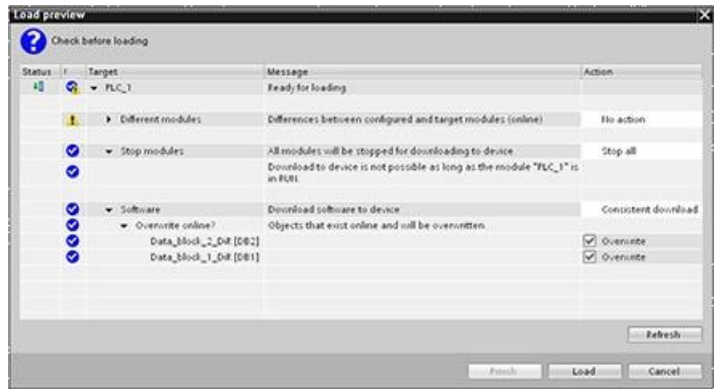 Load preview
Check before loading
Status ! Target Message Action
PLC_1 Ready for loading
Different modules Differences between configured and target modules (online) No action
Stop modules All modules will be stopped for downloading to device. Stop all
Download to device is not possible as long as the module "PLC_1" is
in RUN.
Software Download software to device Consistent download
Overwrite online? Objects that exist online and will be overwritten
Data_block_2_Dif. [DB2] Overwrite
Data_block_1_Dif. [DB1] Overwrite
Refresh
Finish Load Cancel